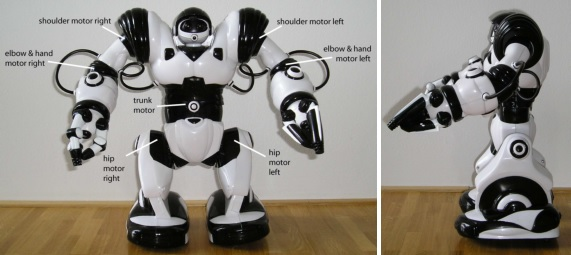 shoulder motor right
shoulder motor left
elbow & hand
motor right
elbow & hand
motor left
trunk
motor
hip
motor
right
hip
motor
left